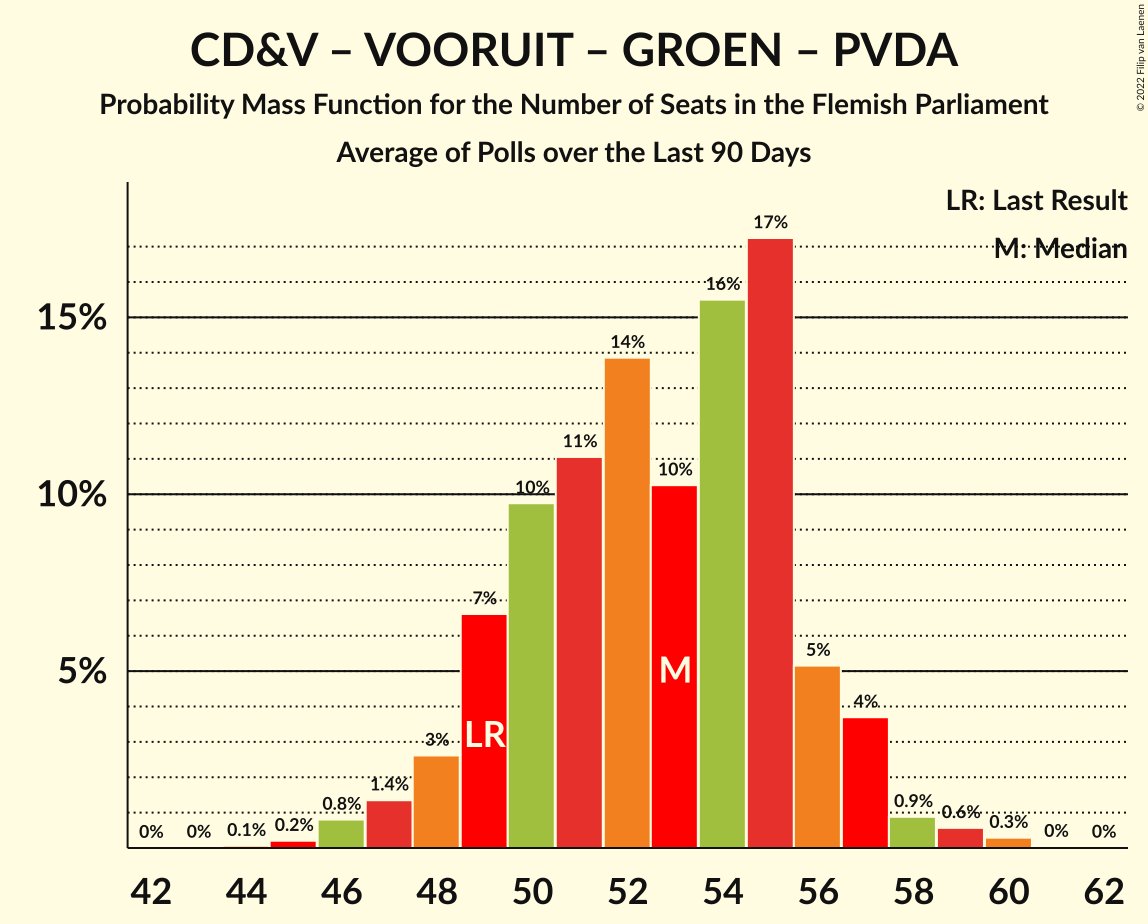 CD&V – VOORUIT – GROEN – PVDA
Probability Mass Function for the Number of Seats in the Flemish Parliament
Average of Polls over the Last 90 Days
© 2022 Filip van Laenen
LR: Last Result
M: Median
15%
10%
5%
0%
0%
0.1%
0.2%
0.8%
1.4%
3%
7%
10%
11%
14%
10%
16%
17%
5%
4%
0.9%
0.6%
0.3%
0%
0%
LR
M
42 44 46 48 50 52 54 56 58 60 62